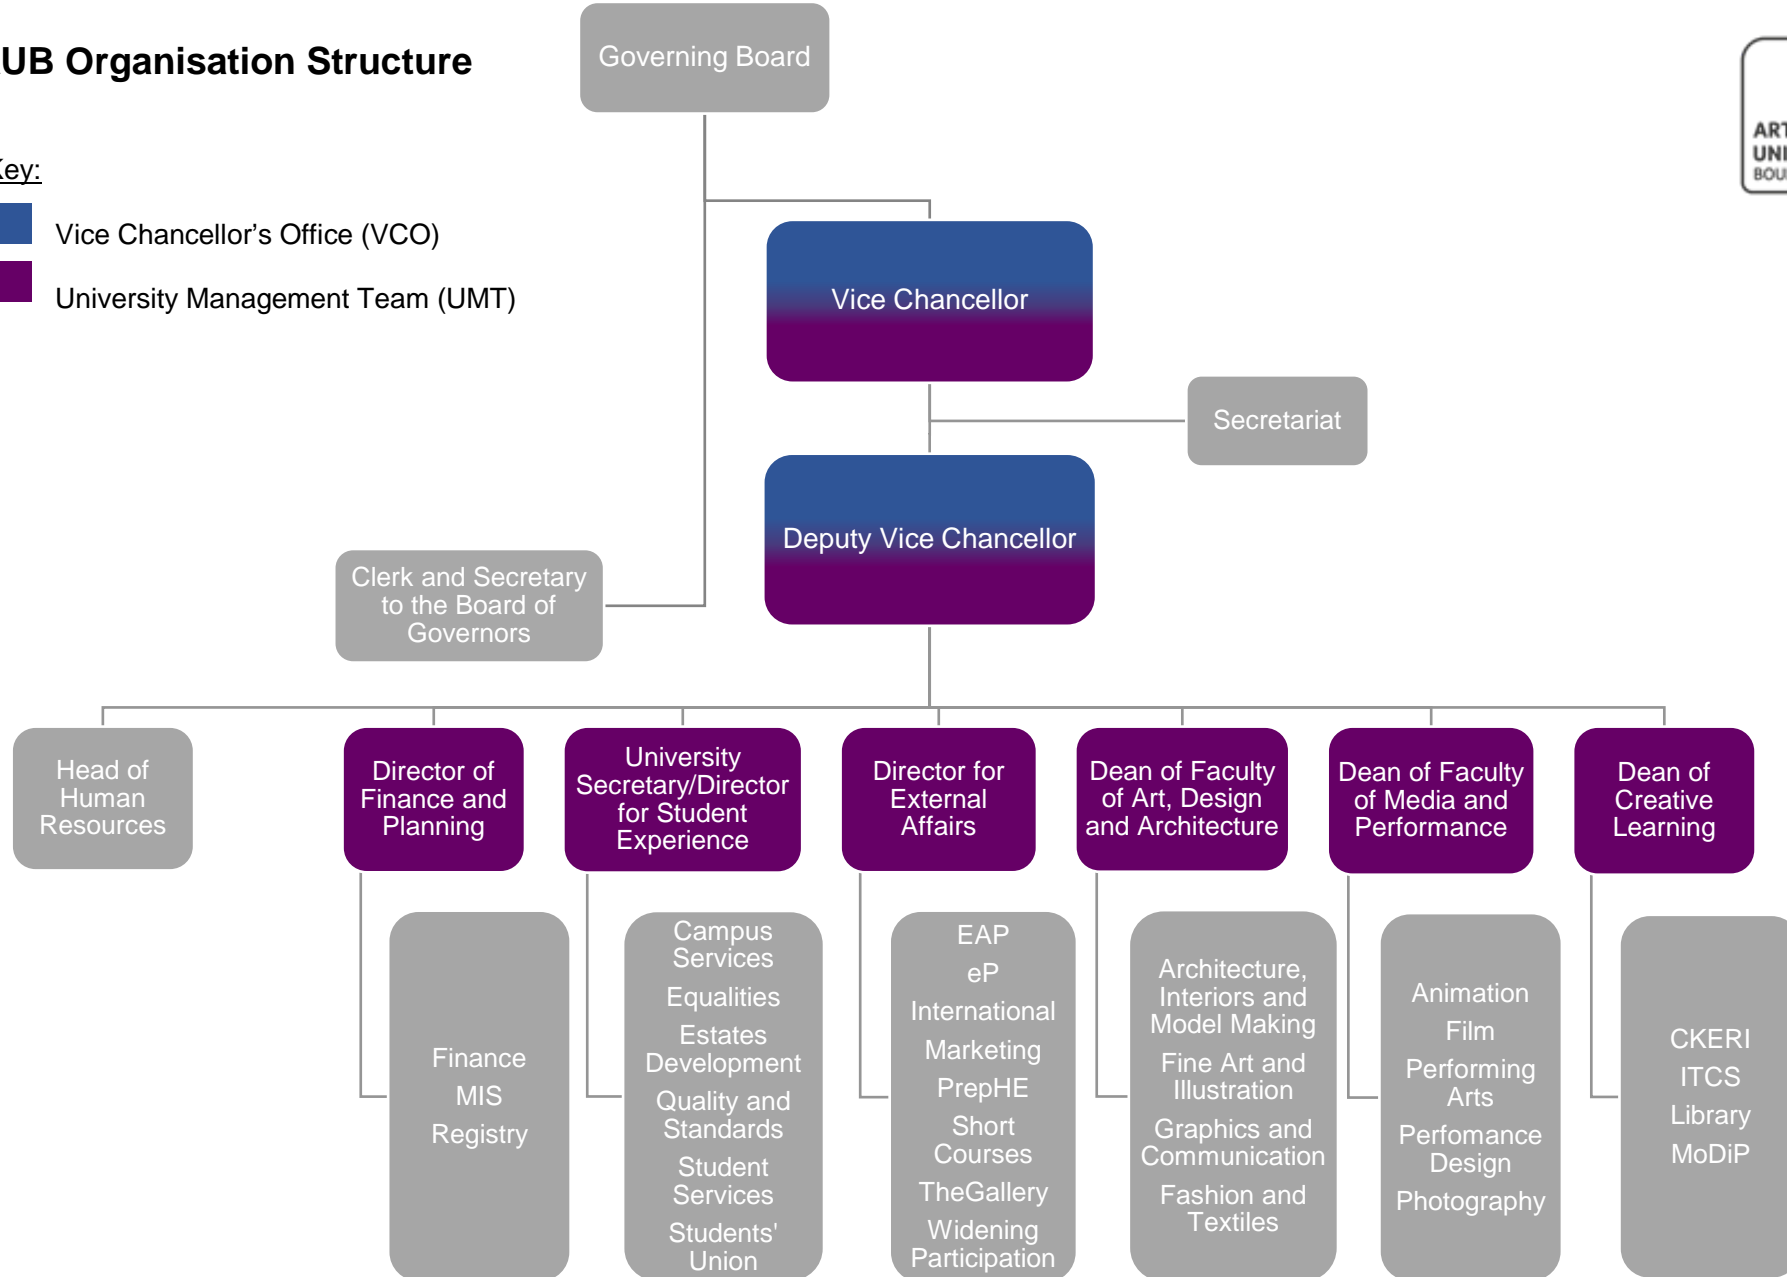 UB Organisation Structure
Key:
Vice Chancellor’s Office (VCO)
University Management Team (UMT)
Governing Board
ART
UNI
BOU
Vice Chancellor
Secretariat
Deputy Vice Chancellor
Clerk and Secretary
to the Board of
Governors
Head of
Human
Resources
Director of
Finance and
Planning
University
Secretary/Director
for Student
Experience
Director for
External
Affairs
Dean of Faculty
of Art, Design
and Architecture
Dean of Faculty
of Media and
Performance
Dean of
Creative
Learning
Finance
MIS
Registry
Campus
Services
Equalities
Estates
Development
Quality and
Standards
Student
Services
Students'
Union
EAP
eP
International
Marketing
PrepHE
Short
Courses
TheGallery
Widening
Participation
Architecture,
Interiors and
Model Making
Fine Art and
Illustration
Graphics and
Communication
Fashion and
Textiles
Animation
Film
Performing
Arts
Perfomance
Design
Photography
CKERI
ITCS
Library
MoDiP